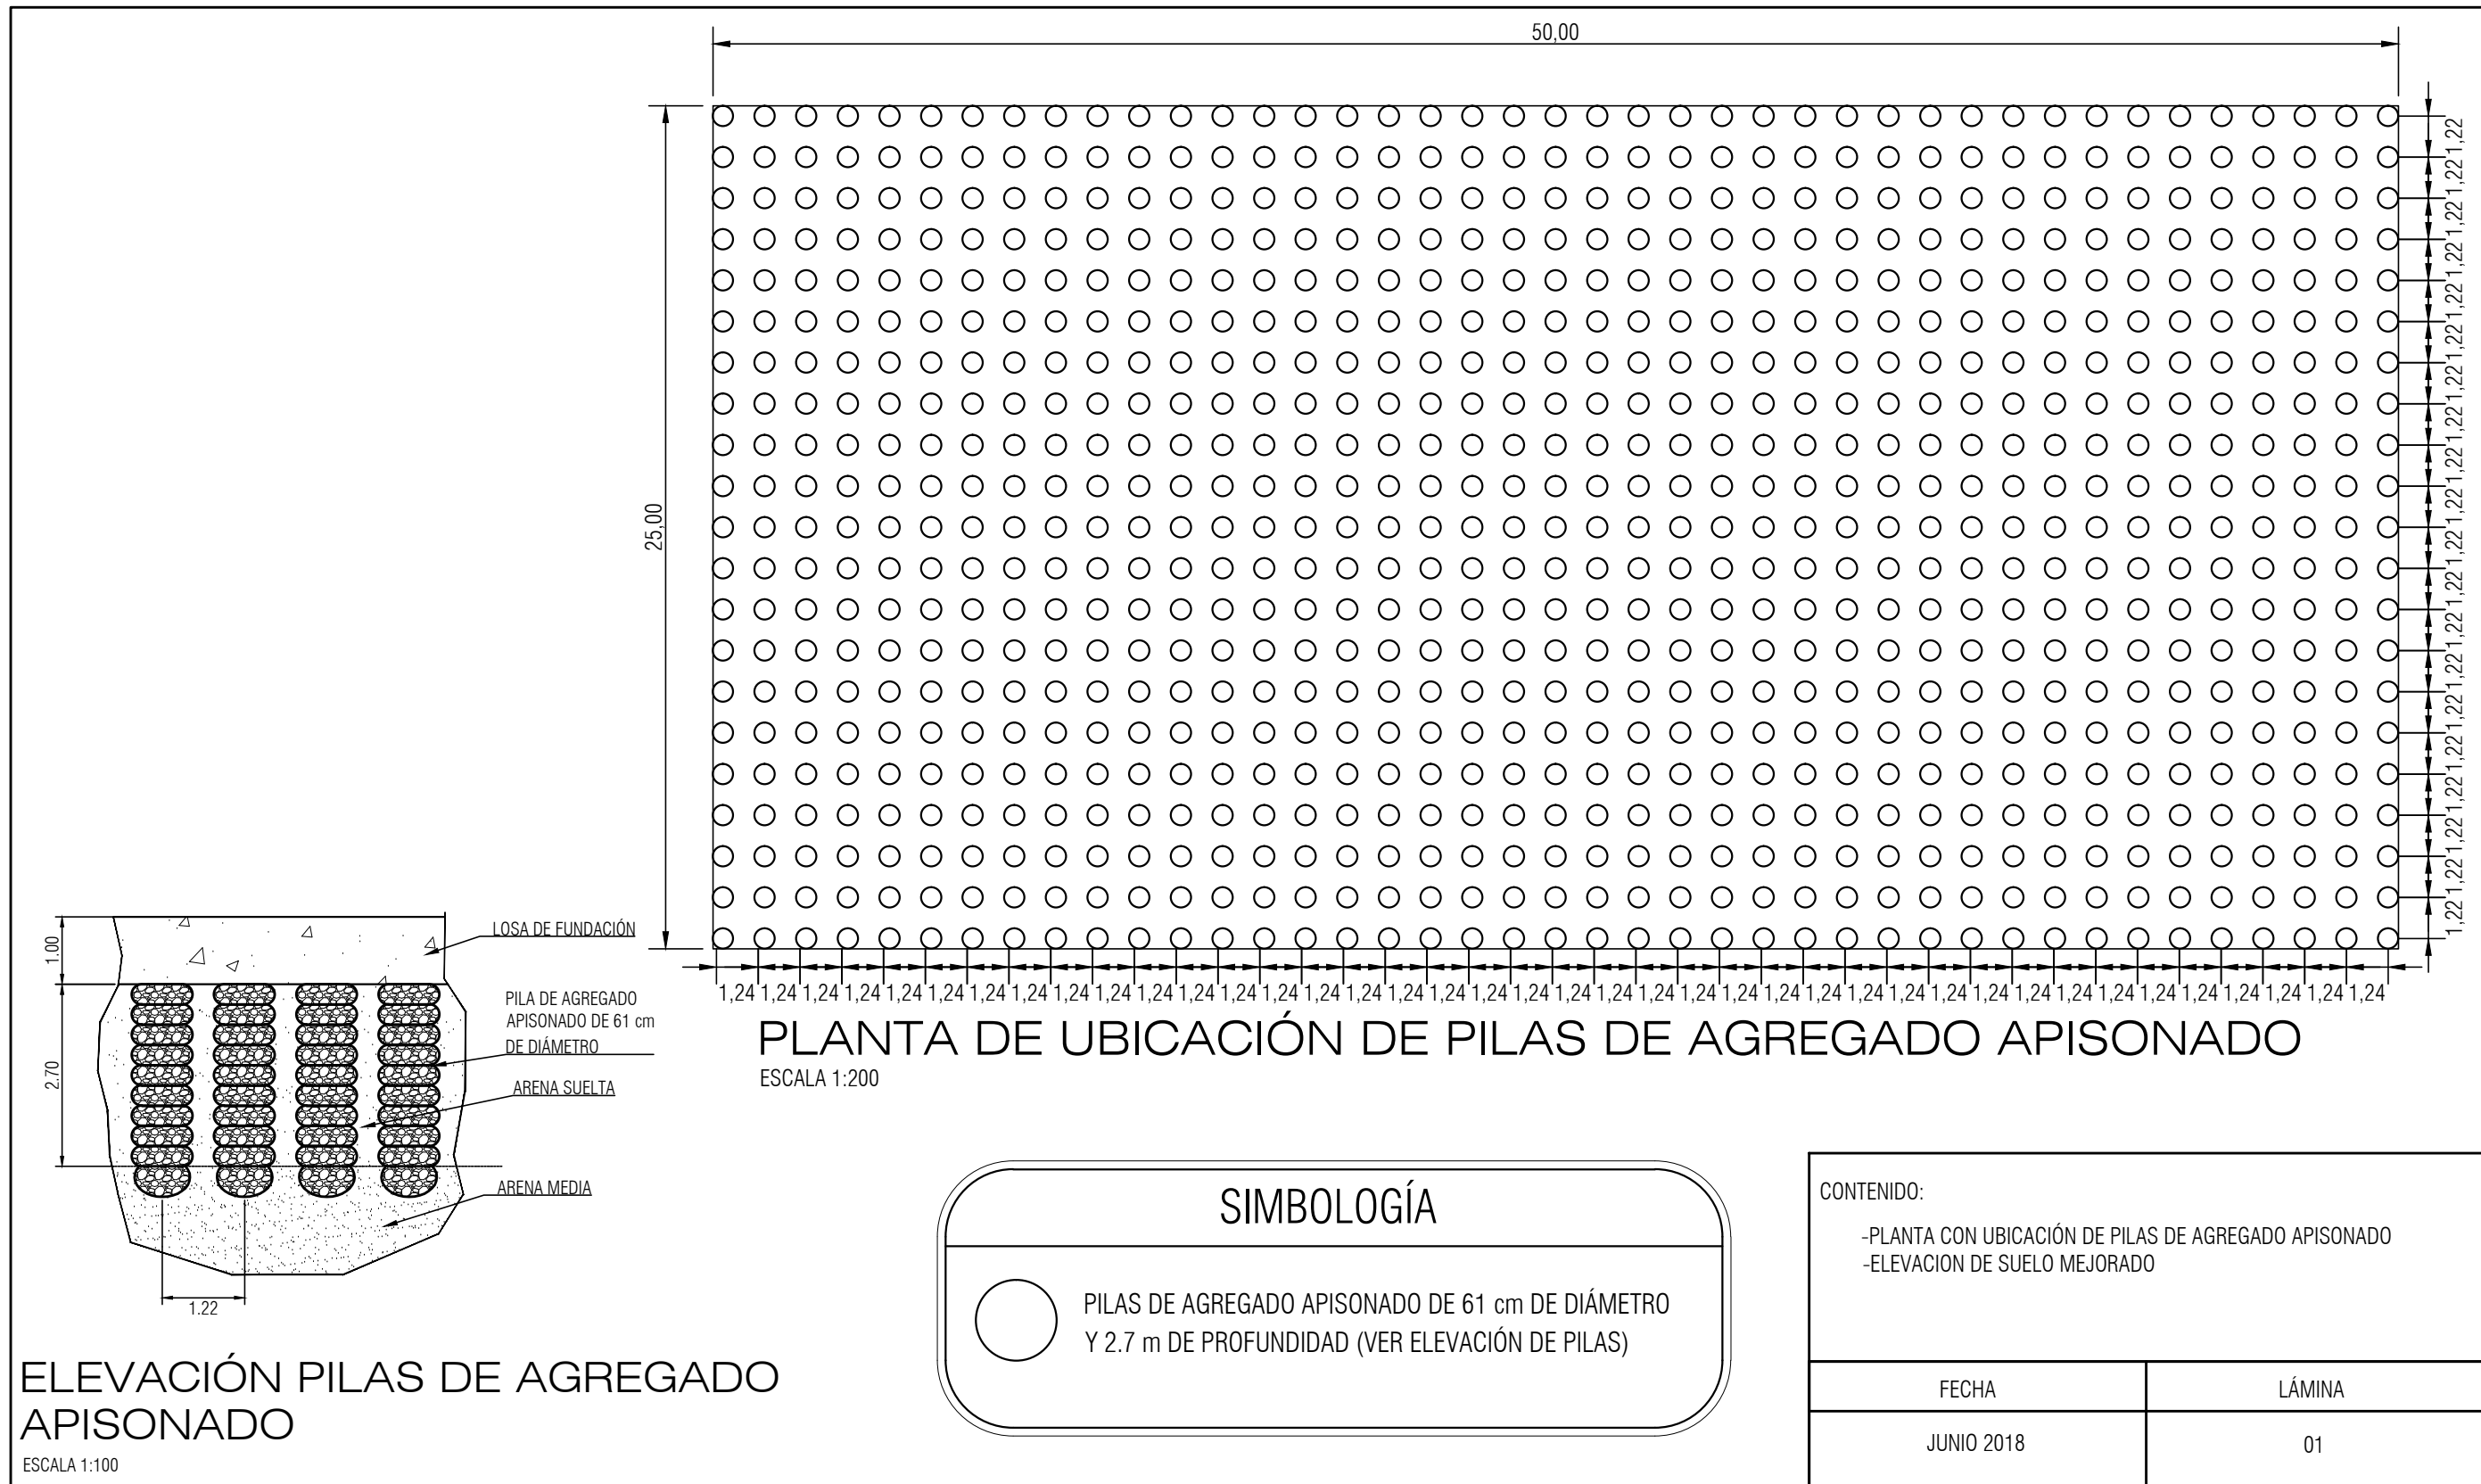 50,00
25,00
1,22 1,22 1,22 1,22 1,22 1,22 1,22 1,22 1,22 1,22 1,22 1,22 1,22 1,22 1,22 1,22 1,22 1,22 1,22 1,22
1,24 1,24 1,24 1,24 1,24 1,24 1,24 1,24 1,24 1,24 1,24 1,24 1,24 1,24 1,24 1,24 1,24 1,24 1,24 1,24 1,24 1,24 1,24 1,24 1,24 1,24 1,24 1,24 1,24 1,24 1,24 1,24 1,24 1,24 1,24 1,24 1,24 1,24 1,24 1,24
PLANTA DE UBICACIÓN DE PILAS DE AGREGADO APISONADO
ESCALA 1:200
1.00
2.70
LOSA DE FUNDACIÓN
PILA DE AGREGADO
APISONADO DE 61 cm
DE DIÁMETRO
ARENA SUELTA
ARENA MEDIA
1.22
ELEVACIÓN PILAS DE AGREGADO
APISONADO
ESCALA 1:100
SIMBOLOGÍA
PILAS DE AGREGADO APISONADO DE 61 cm DE DIÁMETRO
Y 2.7 m DE PROFUNDIDAD (VER ELEVACIÓN DE PILAS)
CONTENIDO:
-PLANTA CON UBICACIÓN DE PILAS DE AGREGADO APISONADO
-ELEVACION DE SUELO MEJORADO
FECHA
LÁMINA
JUNIO 2018
01